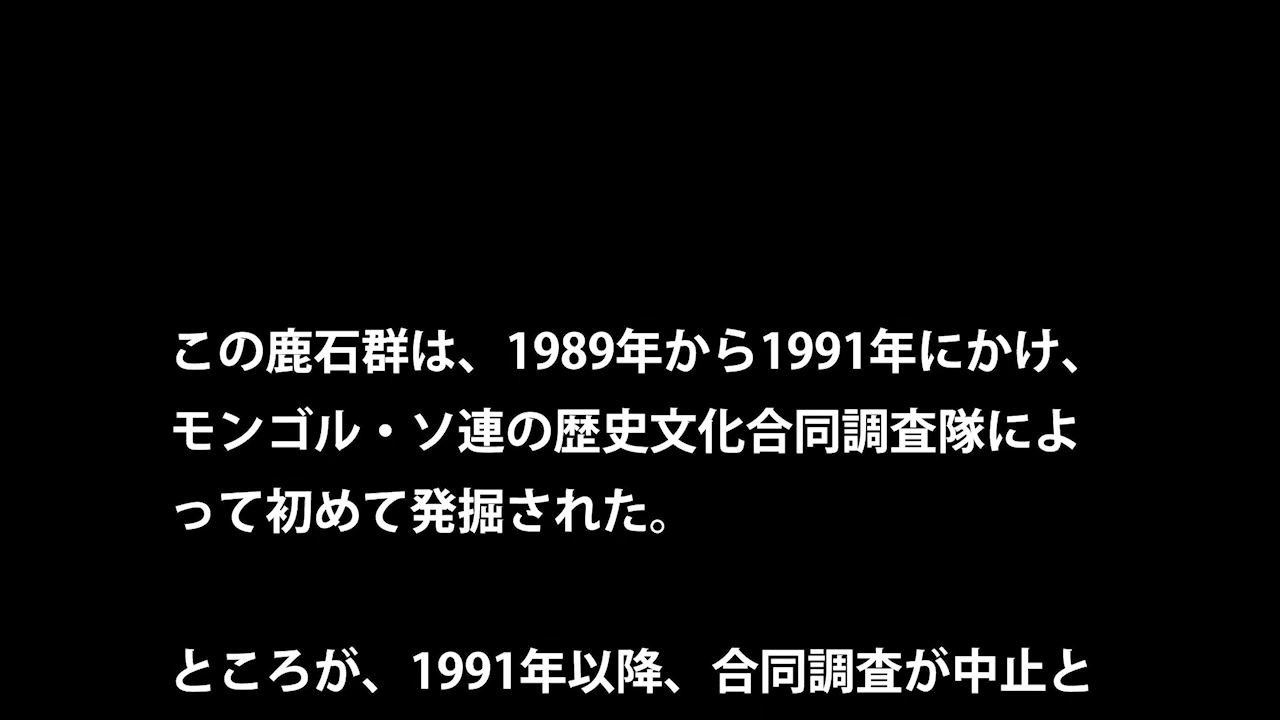 この鹿石群は、1989年から1991年にかけ、
モンゴル・ソ連の歴史文化合同調査隊によ
って初めて発掘された。
ところが、1991年以降、合同調査が中止と